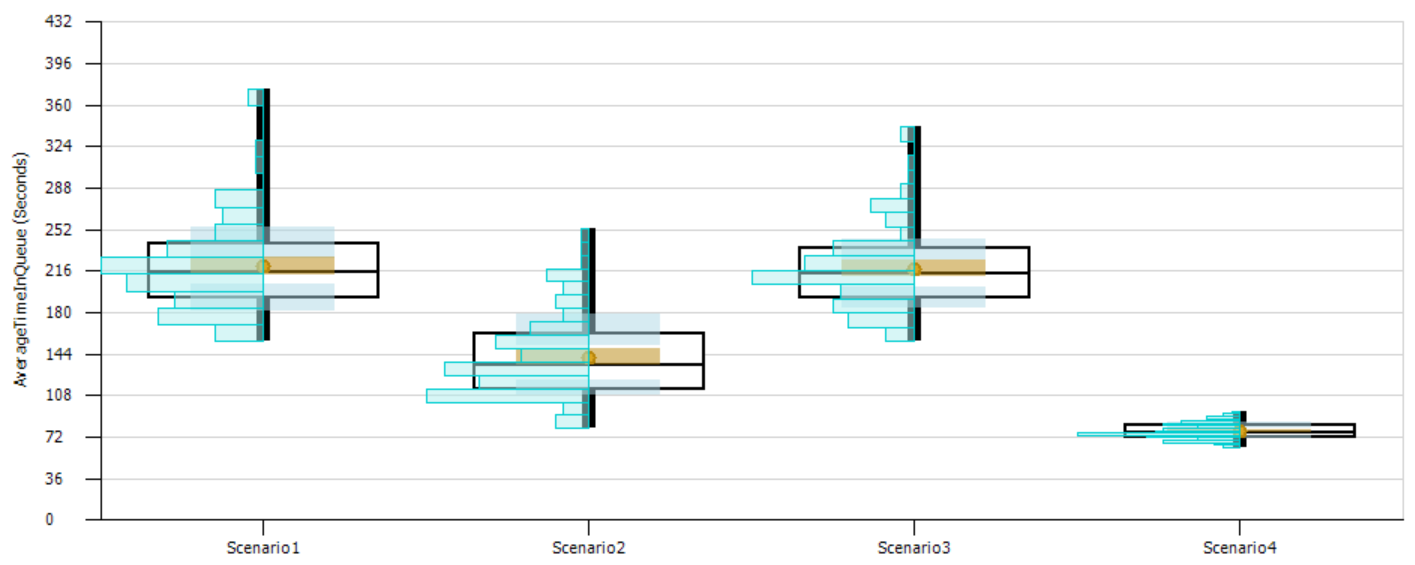 432
396
360
324
288
252
216
180
144
108
72
36
0
AverageTimeInQueue (Seconds)
Scenario1
Scenario2
Scenario3
Scenario4